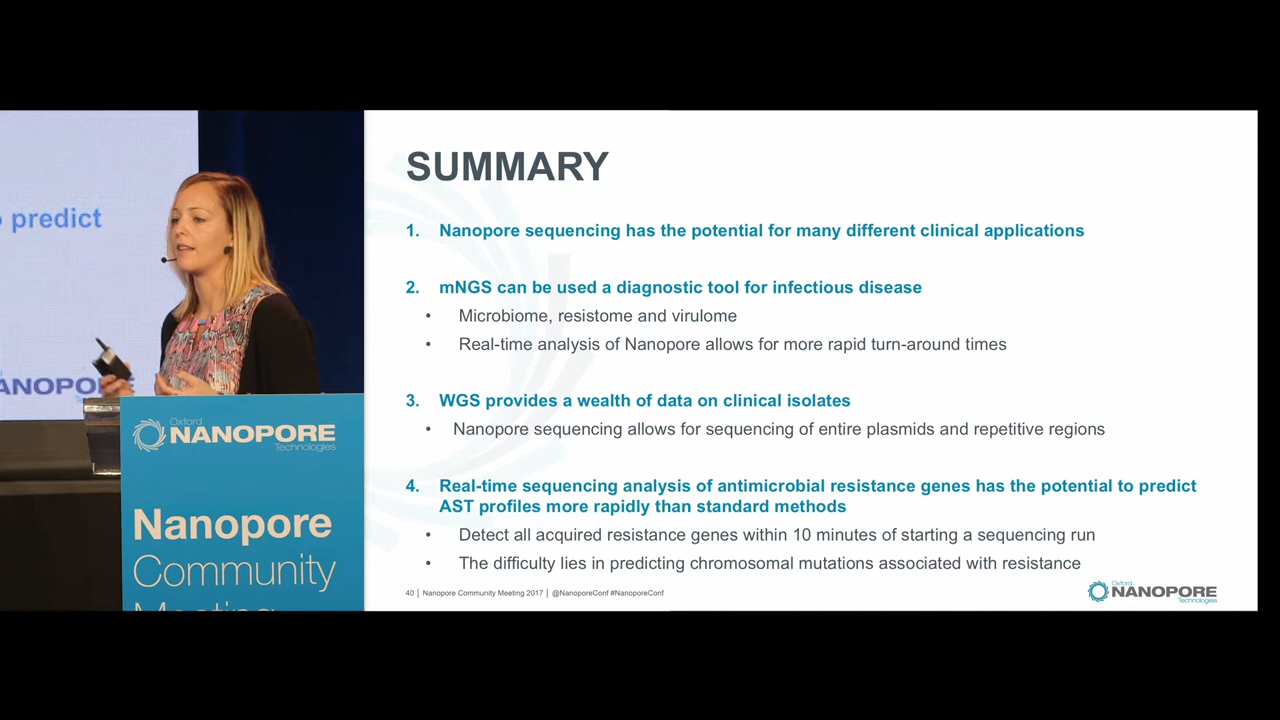 predict
ANOPO
E
Oxford
NANOPORE
Technologies
Nanopore
Community
Meeting
SUMMARY
1. Nanopore sequencing has the potential for many different clinical applications
2. mNGS can be used a diagnostic tool for infectious disease
• Microbiome, resistome and virulome
• Real-time analysis of Nanopore allows for more rapid turn-around times
3. WGS provides a wealth of data on clinical isolates
• Nanopore sequencing allows for sequencing of entire plasmids and repetitive regions
4. Real-time sequencing analysis of antimicrobial resistance genes has the potential to predict
AST profiles more rapidly than standard methods
• Detect all acquired resistance genes within 10 minutes of starting a sequencing run
• The difficulty lies in predicting chromosomal mutations associated with resistance
40 | Nanopore Community Meeting 2017 | @NanoporeConf #NanoporeConf
Oxford
NANOPORE
Technologies